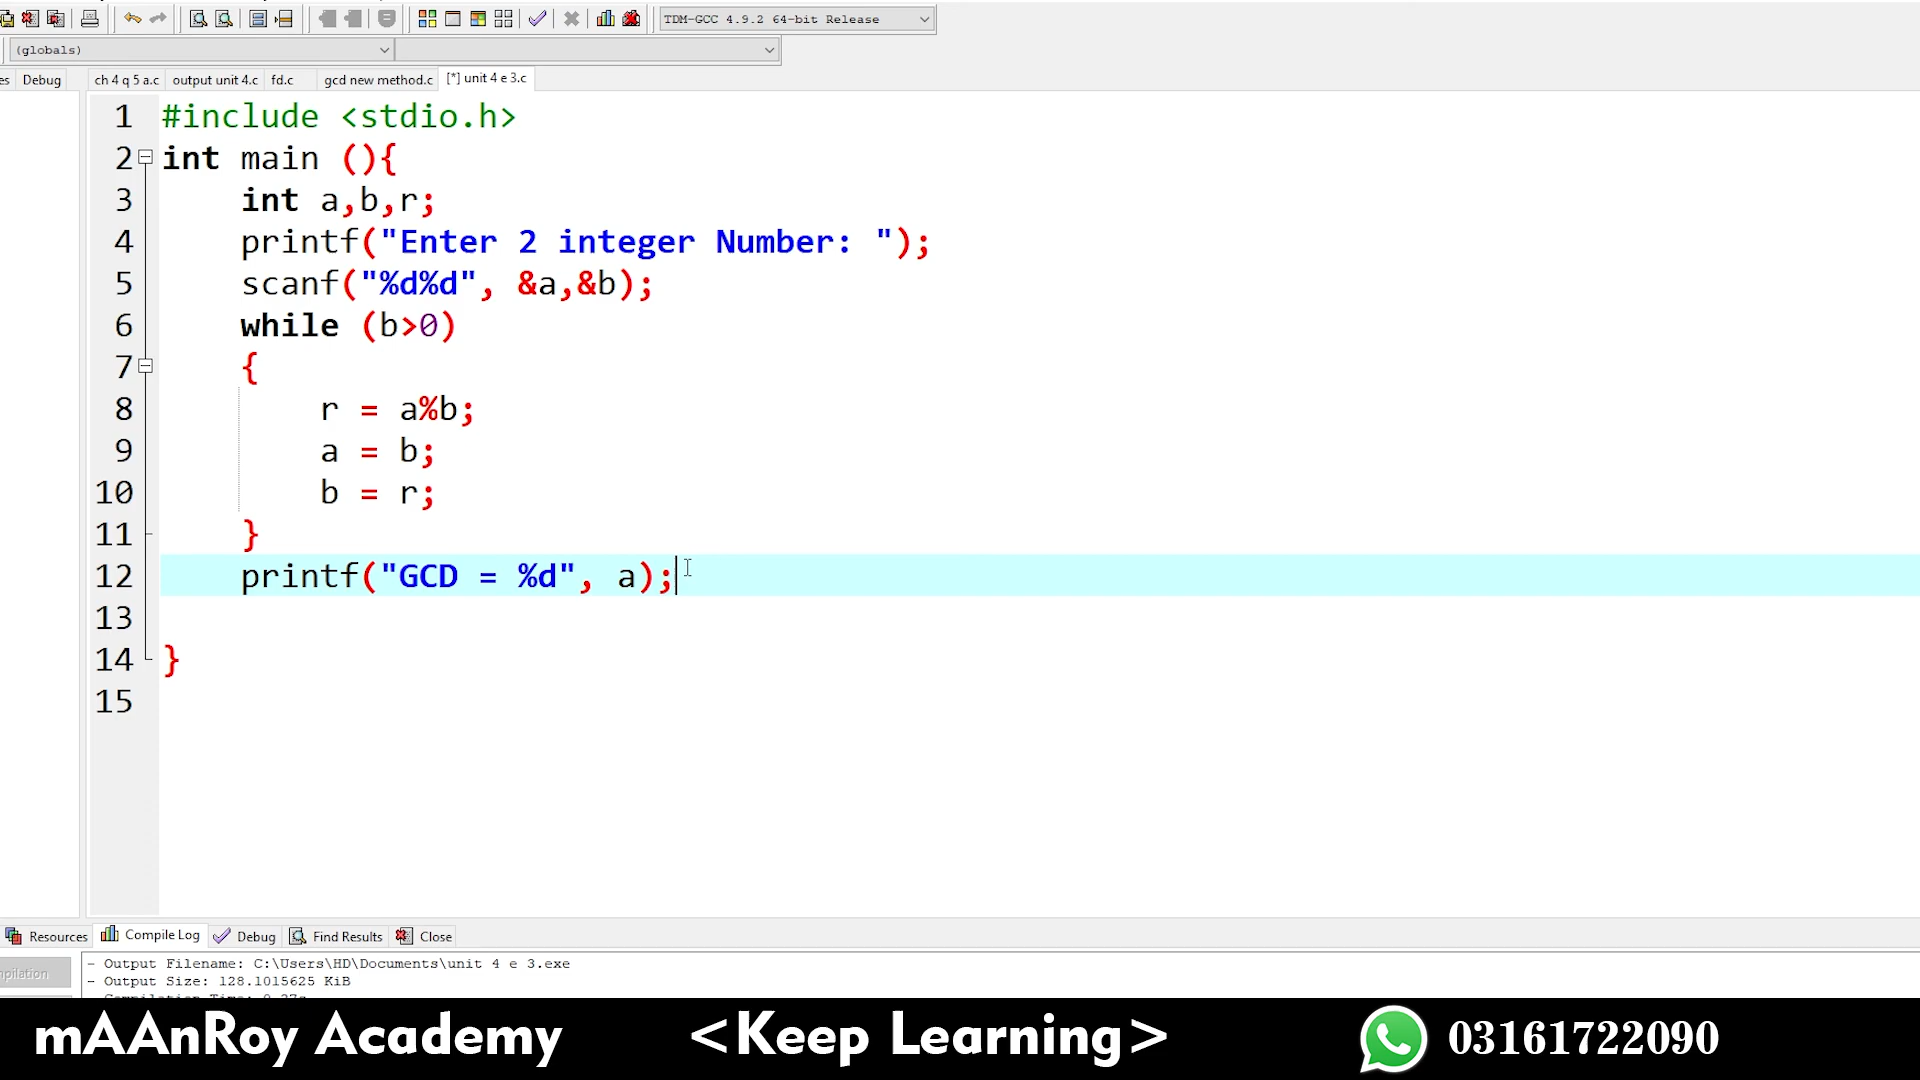 TDM-GCC 4.9.2 64-bit Release
(globals)
es Debug ch 4 q 5 a.c output unit 4.c fd.c gcd new method.c [*] unit 4 e 3.c
1 #include <stdio.h>
2 int main (){
3 int a,b,r;
4 printf("Enter 2 integer Number: ");
5 scanf("%d%d", &a,&b);
6 while (b>0)
7 {
8 r = a%b;
9 a = b;
10 b = r;
11 }
12 printf("GCD = %d", a);
13
14 }
15
Resources Compile Log Debug Find Results Close
- Output Filename: C:\Users\HD\Documents\unit 4 e 3.exe
mpilation - Output Size: 128.1015625 KiB
mAAnRoy Academy <Keep Learning> 03161722090